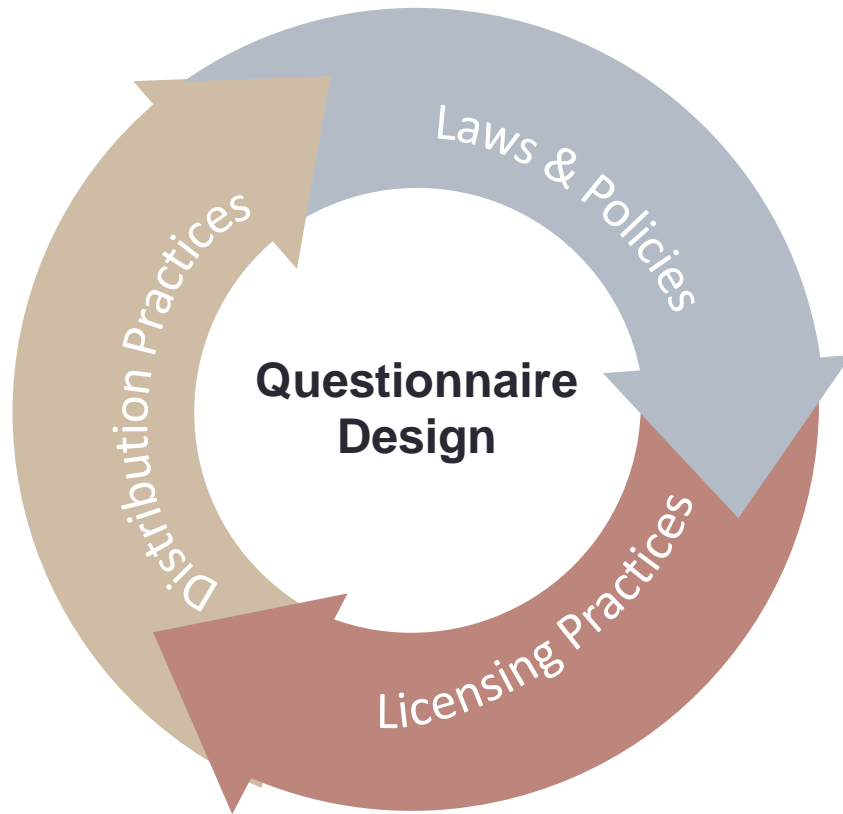 Laws & Policies
Distribution Practices
Questionnaire
Design
Licensing Practices